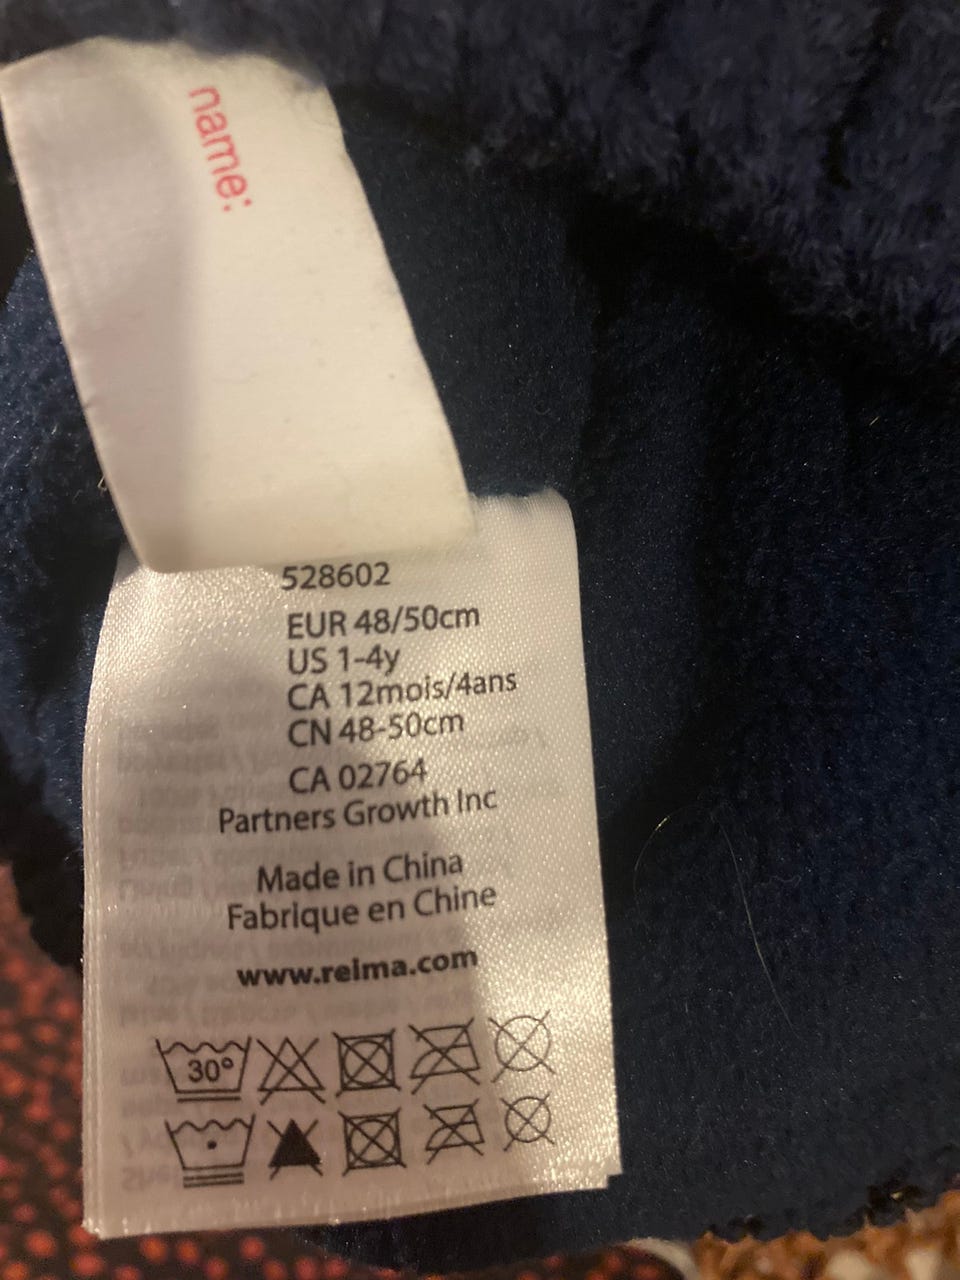 name:
528602
EUR 48/50cm
US 1-4y
CA 12mois/4ans
CN 48-50cm
CA 02764
Partners Growth Inc
Made in China
Fabrique en Chine
www.reima.com
30°